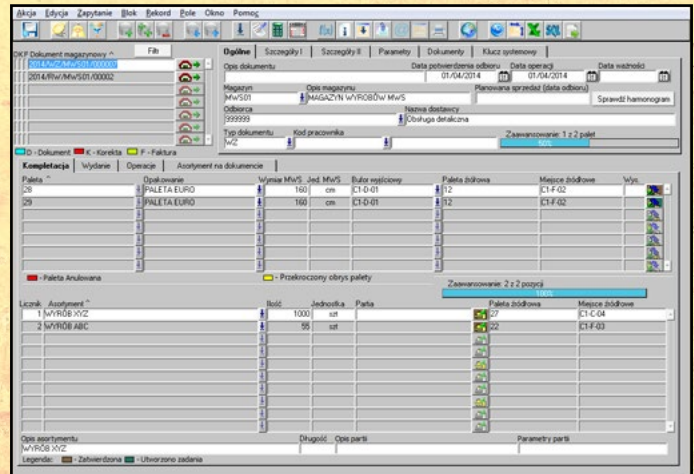 Akcja Edycja Zapytanie Blok Rekord Pole Okno Pomoc
DKF Dokument magazynowy ^ Filtr
2014/WZ/MWS01/000007
2014/RW/MWS01/00002
D - Dokument K - Korekta F - Faktura
Ogólne Szczegóły I Szczegóły II Parametry Dokumenty Klucz systemowy
Opis dokumentu Data potwierdzenia odbioru Data operacji Data ważności
01/04/2014 01/04/2014
Magazyn Opis magazynu Planowana sprzedaż (data odbioru)
MWS01 MAGAZYN WYROBÓW MWS Sprawdź harmonogram
Odbiorca Nazwa dostawcy
999999 Obsługa detaliczna
Typ dokumentu Kod pracownika Zaawansowanie: 1 z 2 palet
WZ 50%
Kompletacja Wydanie Operacje Asortyment na dokumencie
Paleta ^ Opakowanie Wymiar MWS Jed. MWS Bufor wyjściowy Paleta źródłowa Miejsce źródłowe Wys.
28 PALETA EURO 160 cm C1-D-01 12 C1-F-02
29 PALETA EURO 160 cm C1-D-01 12 C1-F-02
- Paleta Anulowana - Przekroczony obrys palety
Zaawansowanie: 2 z 2 pozycji
100%
Licznik Asortyment ^ Ilość Jednostka Partia Paleta źródłowa Miejsce źródłowe
1 WYRÓB XYZ 1000 szt 27 C1-C-04
2 WYRÓB ABC 55 szt 22 C1-F-03
Opis asortymentu Długość Opis partii Parametry partii
WYRÓB XYZ
Legenda: - Zatwierdzona - Utworzono zadania